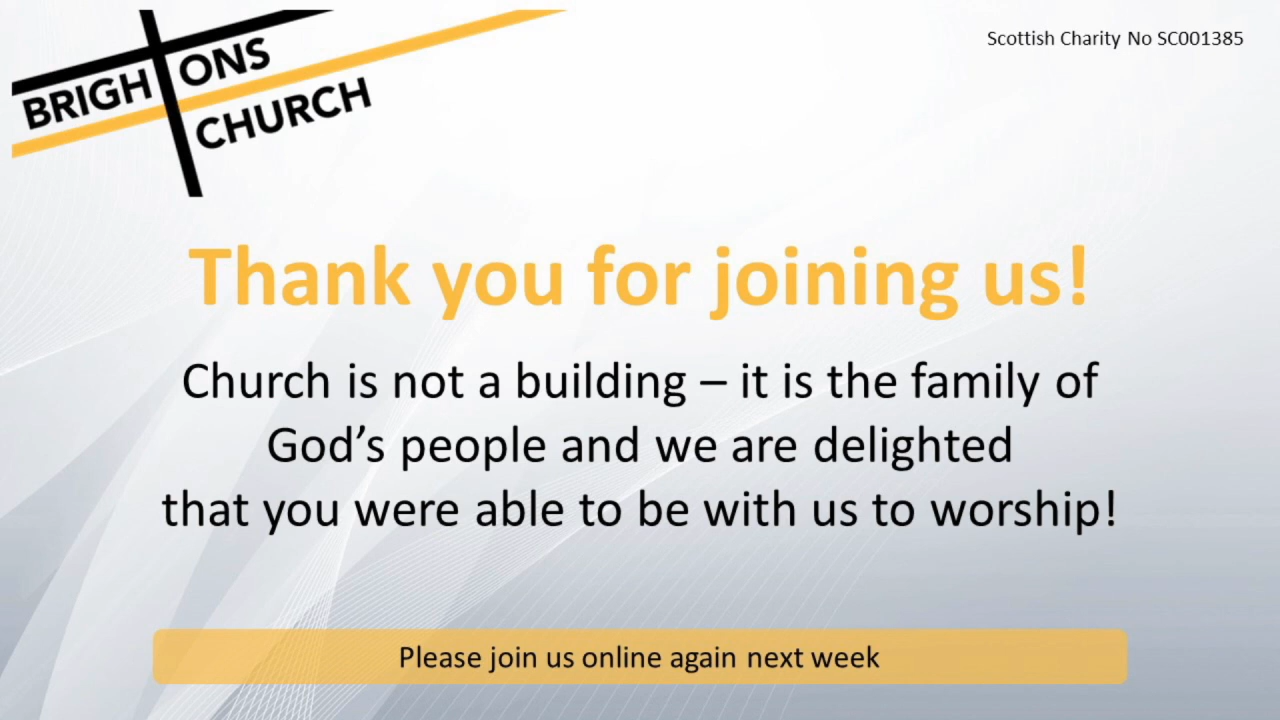 BRIGHTONS
CHURCH
Scottish Charity No SC001385
Thank you for joining us!
Church is not a building – it is the family of
God’s people and we are delighted
that you were able to be with us to worship!
Please join us online again next week